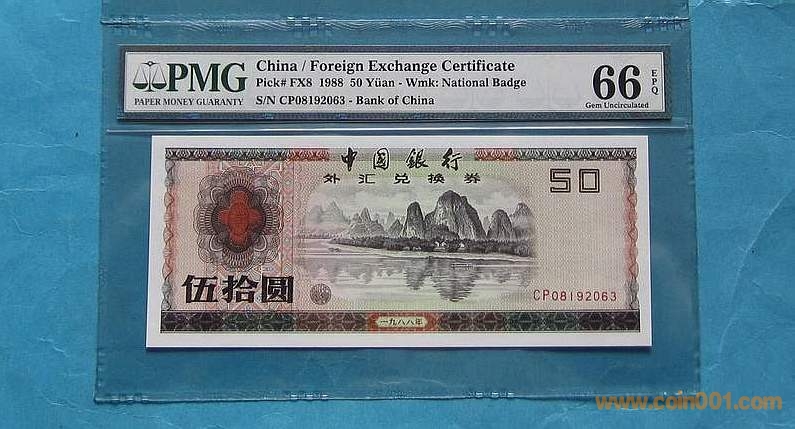 PMG
PAPER MONEY GUARANTY
China / Foreign Exchange Certificate
Pick# FX8 1988 50 Yüan - Wmk: National Badge
S/N CP08192063 - Bank of China
66 EPQ
Gem Uncirculated
中國銀行
外汇兑换券
50
伍拾圆
CP08192063
一九八八年
www.coin001.com